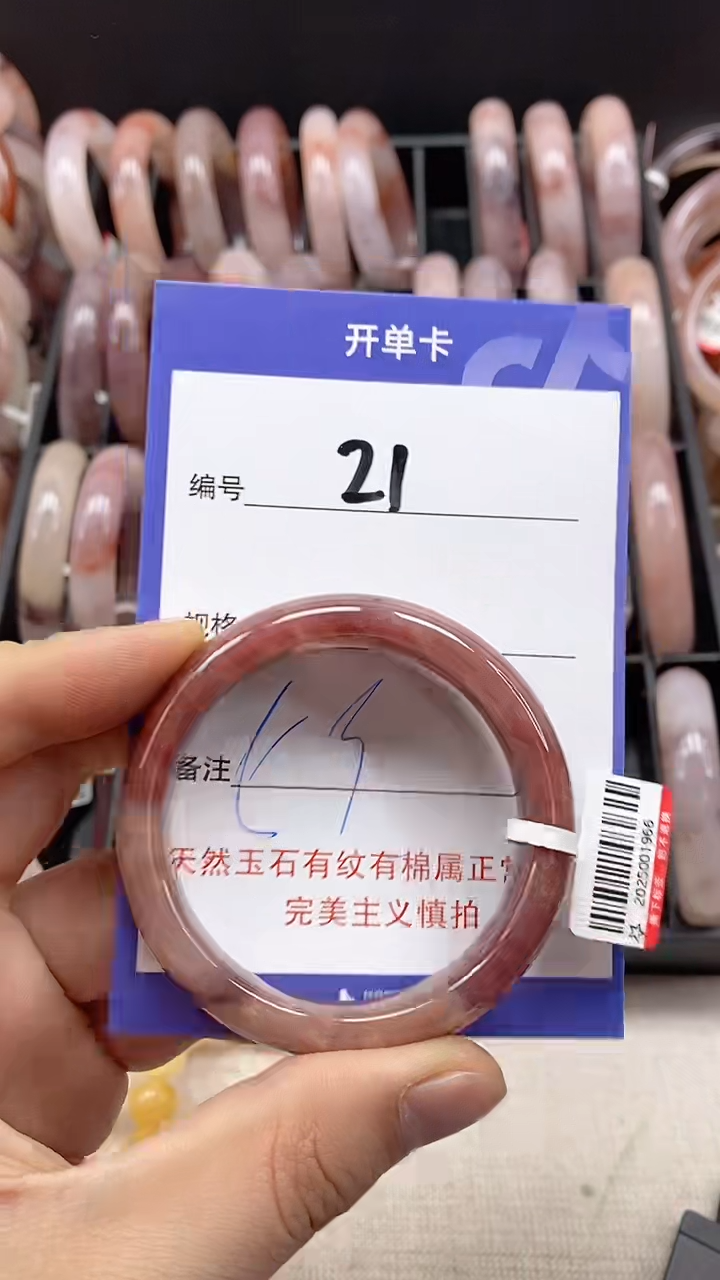 开单卡
编号 21
规格
备注
天然玉石有纹有棉属正常
完美主义慎拍
2025001966